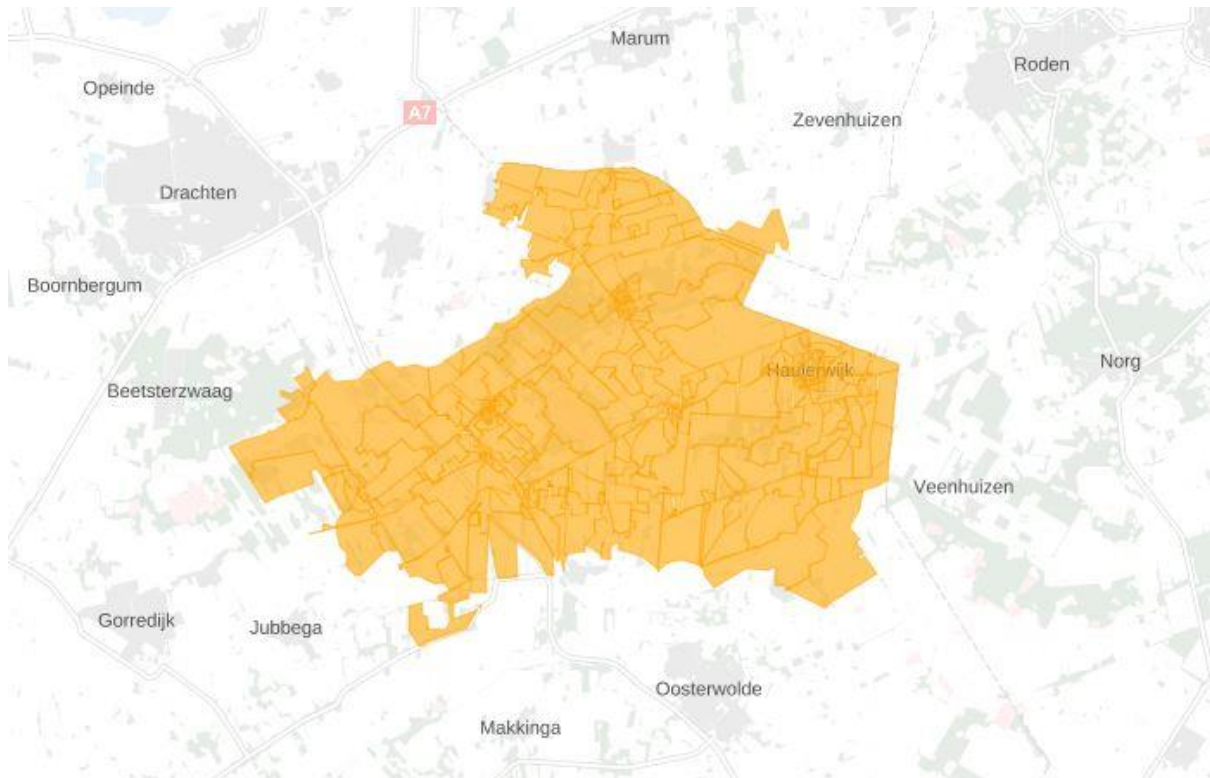 Marum
Roden
Opeinde
A7
Zevenhuizen
Drachten
Boornbergum
Norg
Haulerwijk
Beetsterzwaag
Veenhuizen
Gorredijk
Jubbega
Oosterwolde
Makkinga